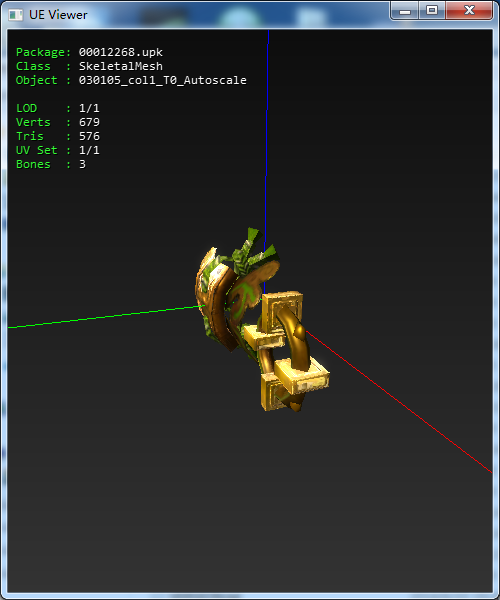 UE Viewer
Package: 00012268.upk
Class : SkeletalMesh
Object : 030105_col1_T0_Autoscale
LOD : 1/1
Verts : 679
Tris : 576
UV Set : 1/1
Bones : 3